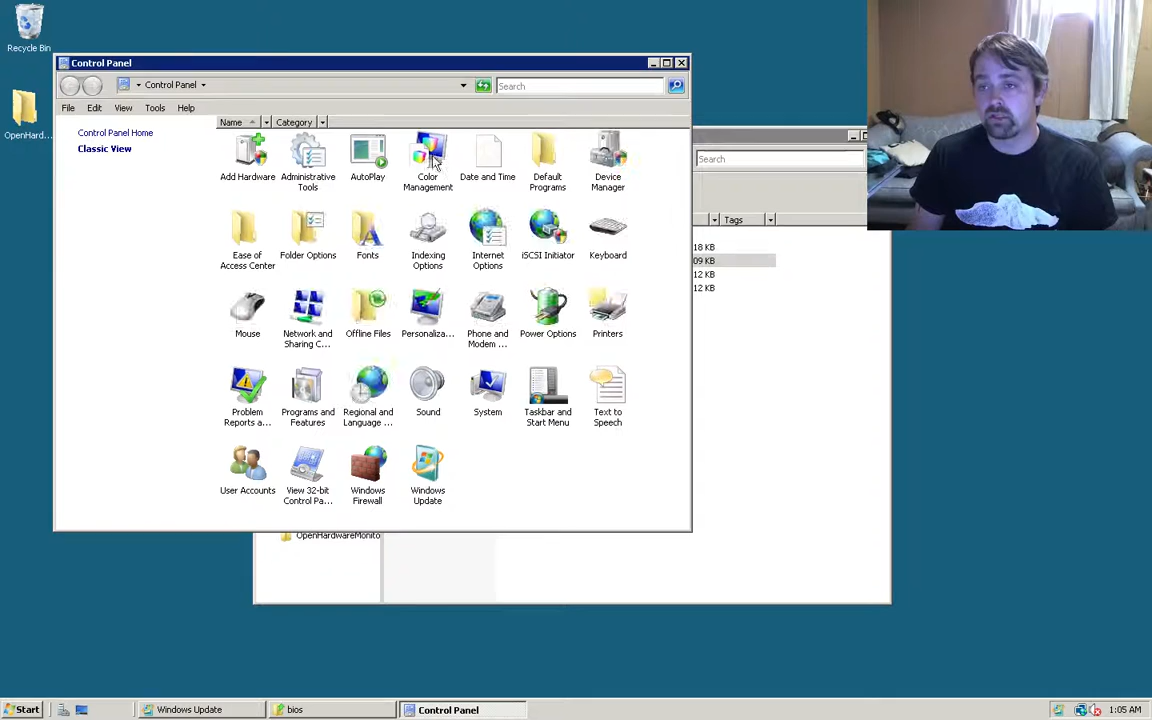 Recycle Bin
OpenHard...
Control Panel
Control Panel
Search
File Edit View Tools Help
Control Panel Home
Classic View
Name Category
Add Hardware
Administrative Tools
AutoPlay
Color Management
Date and Time
Default Programs
Device Manager
Ease of Access Center
Folder Options
Fonts
Indexing Options
Internet Options
iSCSI Initiator
Keyboard
Mouse
Network and Sharing C...
Offline Files
Personaliza...
Phone and Modem ...
Power Options
Printers
Problem Reports a...
Programs and Features
Regional and Language ...
Sound
System
Taskbar and Start Menu
Text to Speech
User Accounts
View 32-bit Control Pa...
Windows Firewall
Windows Update
Search
Tags
18 KB
09 KB
12 KB
12 KB
OpenHardwareMonito
Start
Windows Update
bios
Control Panel
1:05 AM